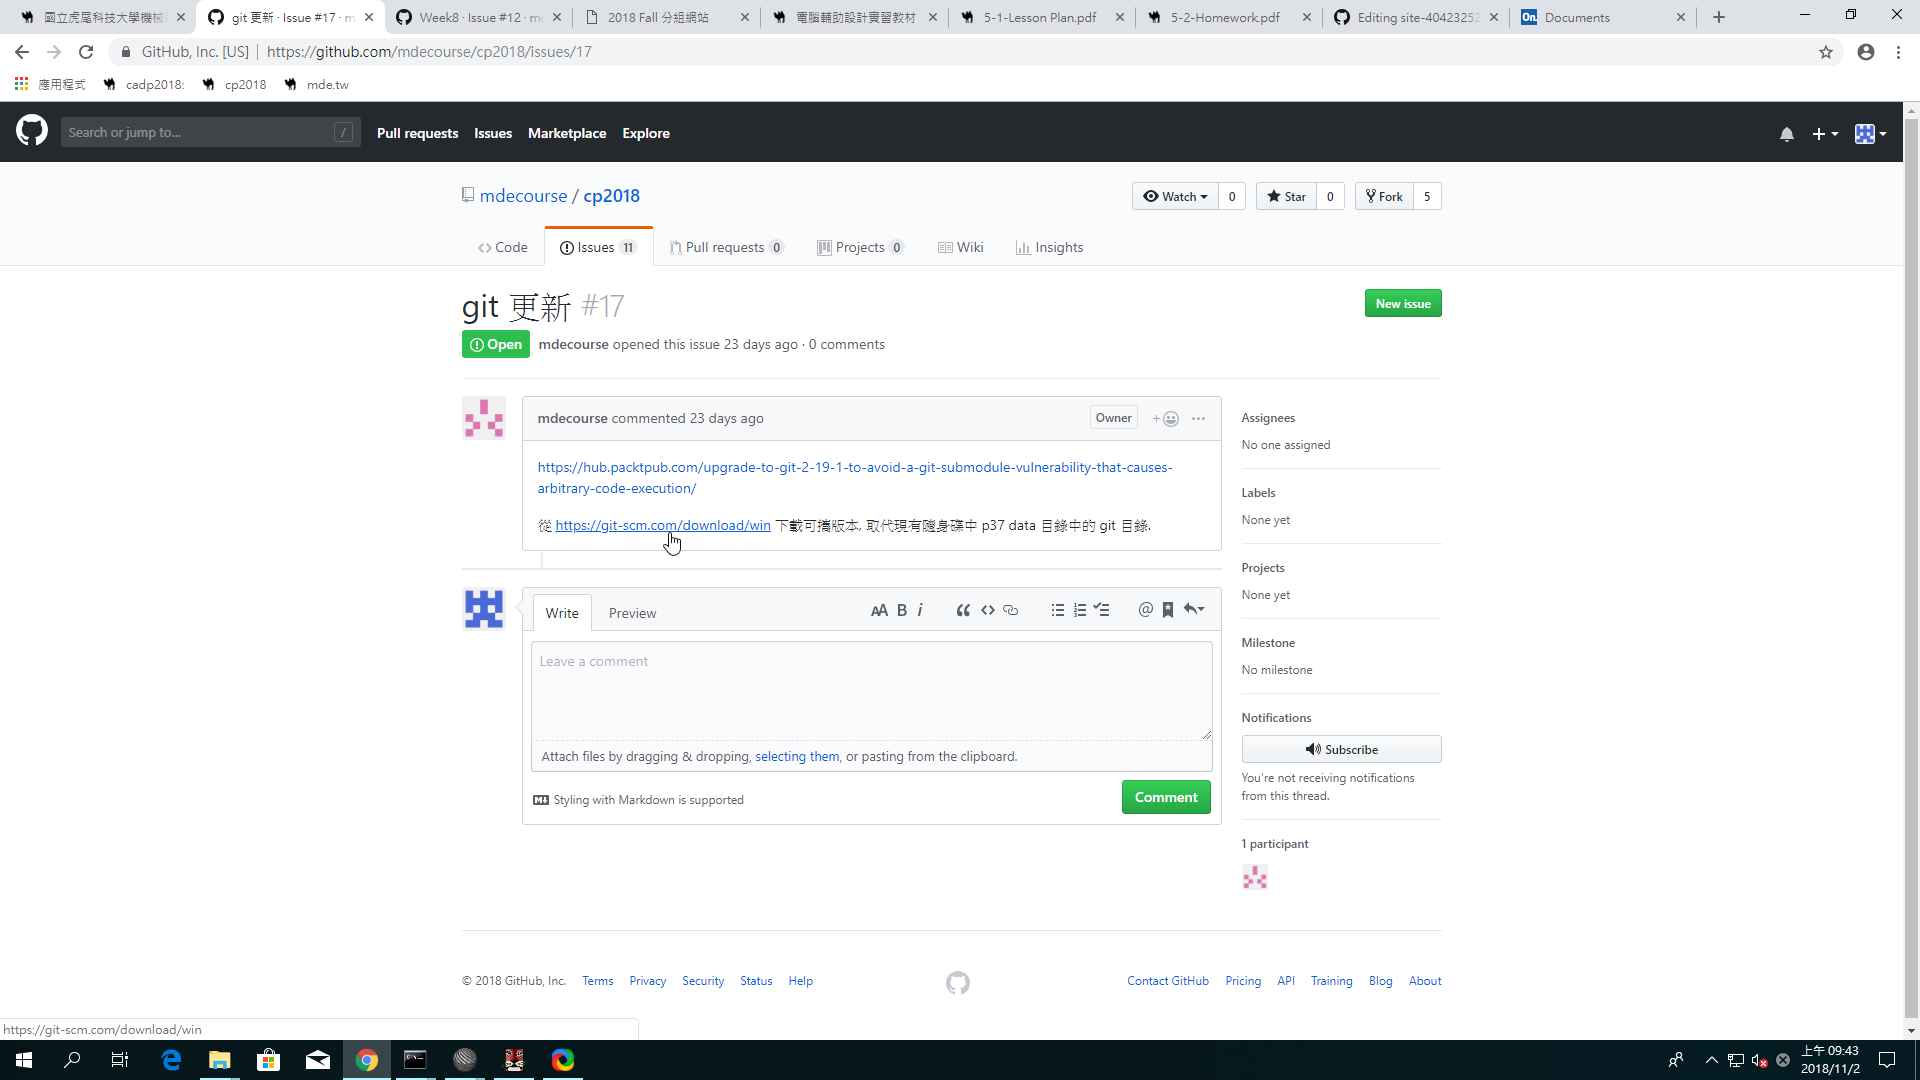 國立虎尾科技大學機械
git 更新 · Issue #17 · m
Week8 · Issue #12 · m
2018 Fall 分組網站
電腦輔助設計實習教材
5-1-Lesson Plan.pdf
5-2-Homework.pdf
Editing site-40423252
On.
Documents
GitHub, Inc. [US]
https://github.com/mdecourse/cp2018/issues/17
應用程式
cadp2018:
cp2018
mde.tw
Search or jump to...
/
Pull requests
Issues
Marketplace
Explore
mdecourse / cp2018
Watch 0
Star 0
Fork 5
Code
Issues 11
Pull requests 0
Projects 0
Wiki
Insights
git 更新 #17
New issue
Open
mdecourse opened this issue 23 days ago · 0 comments
mdecourse commented 23 days ago
Owner
https://hub.packtpub.com/upgrade-to-git-2-19-1-to-avoid-a-git-submodule-vulnerability-that-causes-
arbitrary-code-execution/
從 https://git-scm.com/download/win 下載可攜版本, 取代現有隨身碟中 p37 data 目錄中的 git 目錄.
Write
Preview
AA B i
Leave a comment
Attach files by dragging & dropping, selecting them, or pasting from the clipboard.
Styling with Markdown is supported
Comment
Assignees
No one assigned
Labels
None yet
Projects
None yet
Milestone
No milestone
Notifications
Subscribe
You're not receiving notifications
from this thread.
1 participant
© 2018 GitHub, Inc.
Terms
Privacy
Security
Status
Help
Contact GitHub
Pricing
API
Training
Blog
About
https://git-scm.com/download/win
上午 09:43
2018/11/2